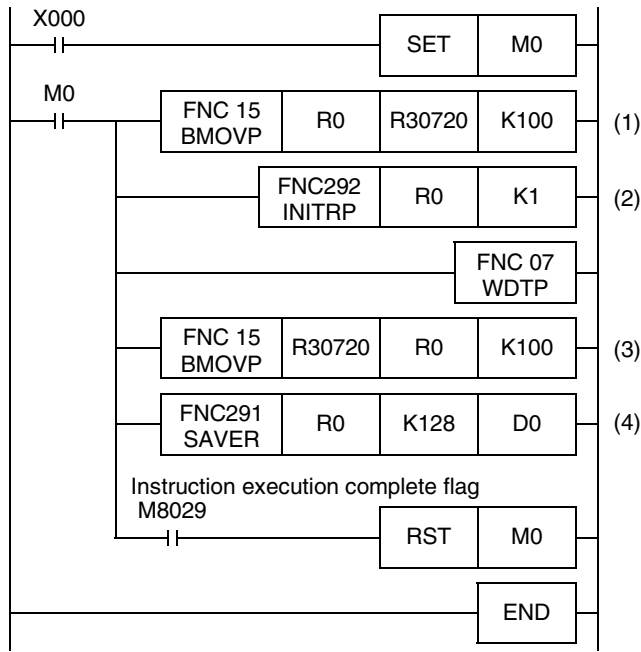 X000
SET M0
M0
FNC 15 BMOVP R0 R30720 K100 (1)
FNC292 INITRP R0 K1 (2)
FNC 07 WDTP
FNC 15 BMOVP R30720 R0 K100 (3)
FNC291 SAVER R0 K128 D0 (4)
Instruction execution complete flag
M8029
RST M0
END